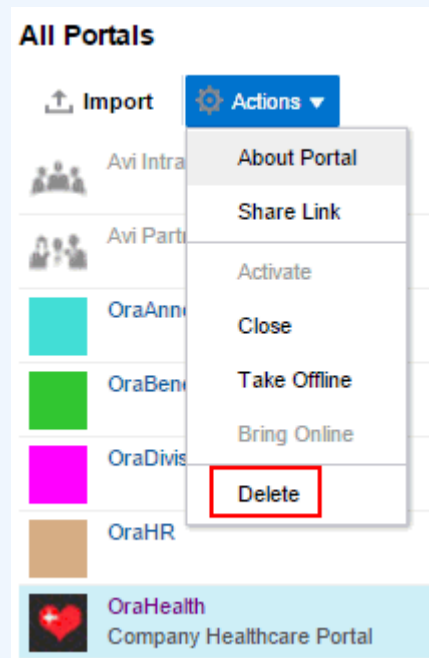 All Portals
Import
Actions
About Portal
Share Link
Activate
Close
Take Offline
Bring Online
Delete
Avi Intra
Avi Part
OraAnn
OraBene
OraDivis
OraHR
OraHealth
Company Healthcare Portal